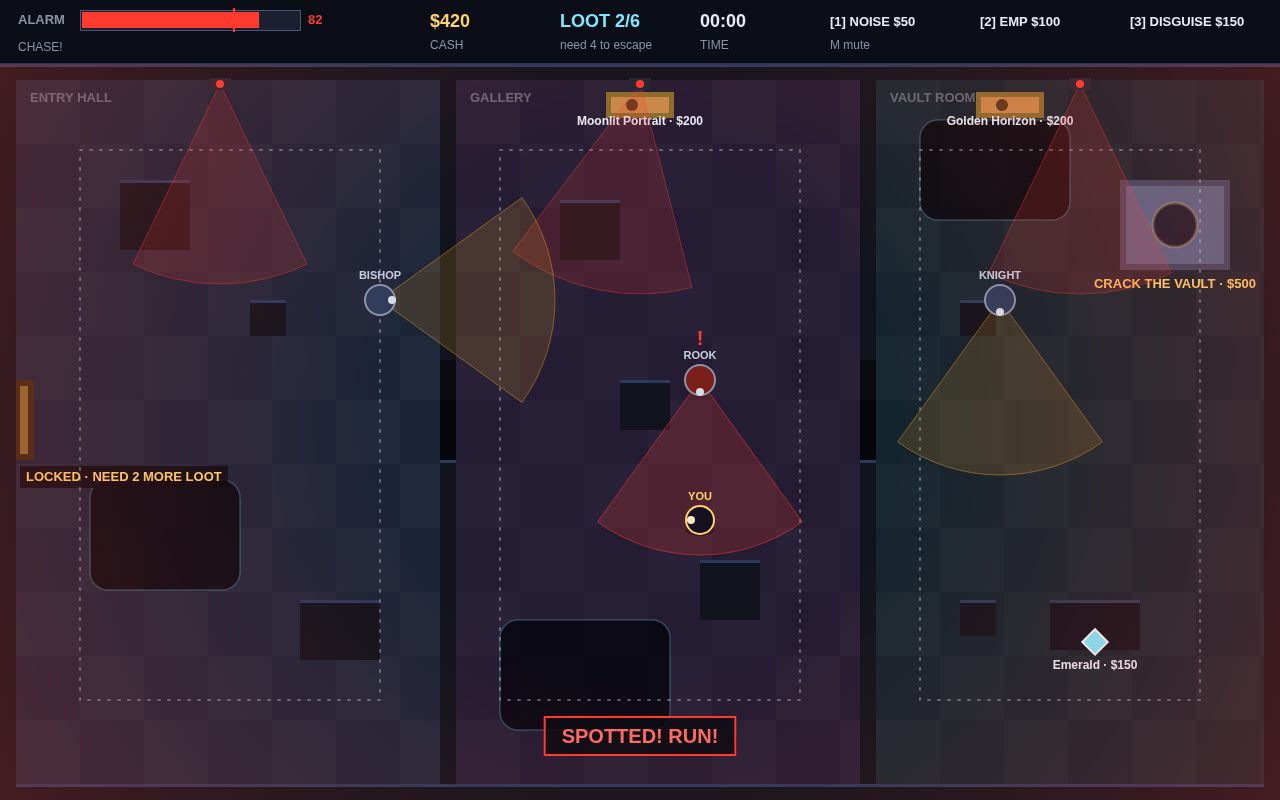 ALARM
82
CHASE!
$420
CASH
LOOT 2/6
need 4 to escape
00:00
TIME
[1] NOISE $50
M mute
[2] EMP $100
[3] DISGUISE $150
ENTRY HALL
GALLERY
VAULT ROOM
Moonlit Portrait · $200
Golden Horizon · $200
BISHOP
KNIGHT
CRACK THE VAULT · $500
!
ROOK
LOCKED · NEED 2 MORE LOOT
YOU
Emerald · $150
SPOTTED! RUN!